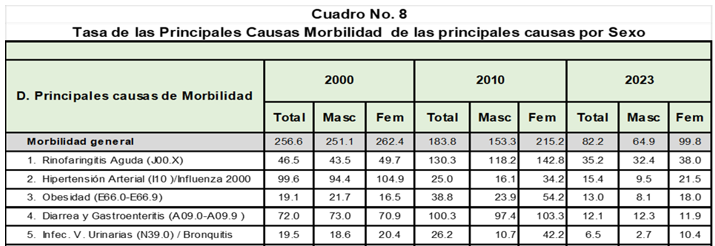 Cuadro No. 8
Tasa de las Principales Causas Morbilidad de las principales causas por Sexo
D. Principales causas de Morbilidad 2000 2010 2023
Total Masc Fem Total Masc Fem Total Masc Fem
Morbilidad general 256.6 251.1 262.4 183.8 153.3 215.2 82.2 64.9 99.8
1. Rinofaringitis Aguda (J00.X) 46.5 43.5 49.7 130.3 118.2 142.8 35.2 32.4 38.0
2. Hipertensión Arterial (I10 )/Influenza 2000 99.6 94.4 104.9 25.0 16.1 34.2 15.4 9.5 21.5
3. Obesidad (E66.0-E66.9) 19.1 21.7 16.5 38.8 23.9 54.2 13.0 8.1 18.0
4. Diarrea y Gastroenteritis (A09.0-A09.9 ) 72.0 73.0 70.9 100.3 97.4 103.3 12.1 12.3 11.9
5. Infec. V. Urinarias (N39.0) / Bronquitis 19.5 18.6 20.4 26.2 10.7 42.2 6.5 2.7 10.4